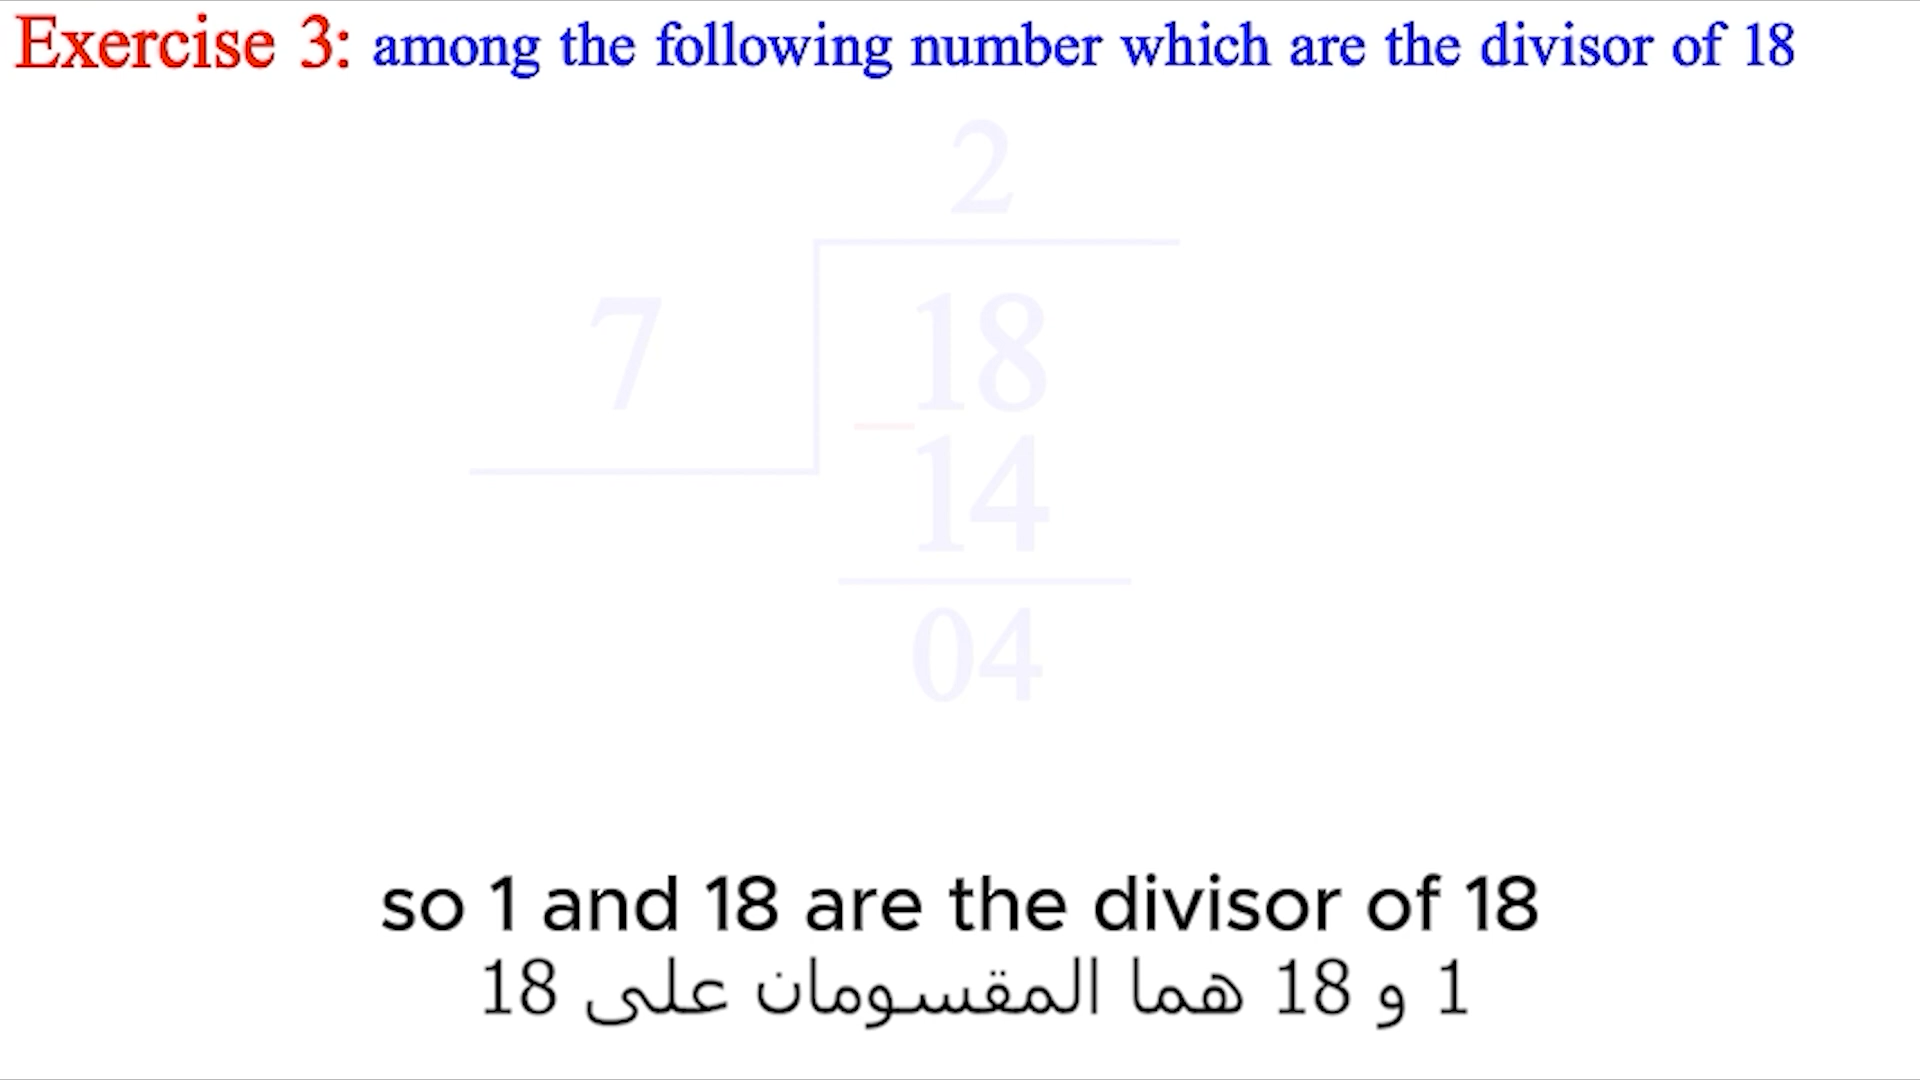 Exercise 3: among the following number which are the divisor of 18
2
7 18
14
04
so 1 and 18 are the divisor of 18
1 و 18 هما المقسومان على 18